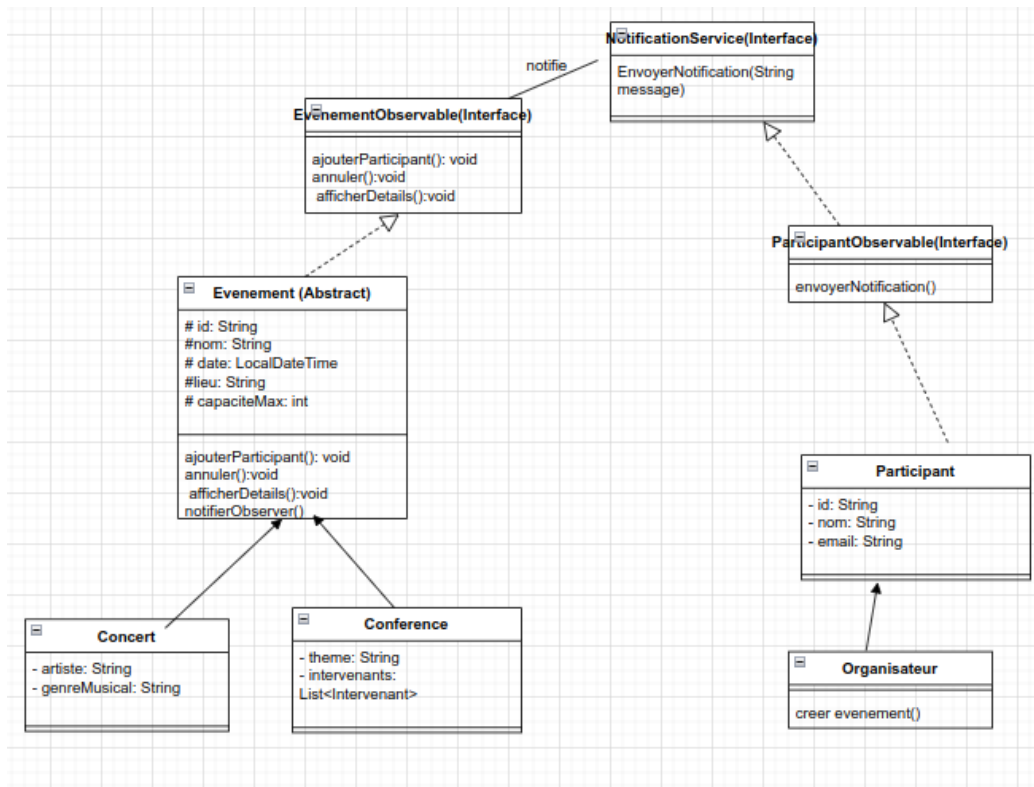 NotificationService(Interface)
EnvoyerNotification(String
message)
notifie
EvenementObservable(Interface)
ajouterParticipant(): void
annuler():void
afficherDetails():void
ParticipantObservable(Interface)
envoyerNotification()
Evenement (Abstract)
# id: String
#nom: String
# date: LocalDateTime
#lieu: String
# capaciteMax: int
ajouterParticipant(): void
annuler():void
afficherDetails():void
notifierObserver()
Participant
- id: String
- nom: String
- email: String
Concert
- artiste: String
- genreMusical: String
Conference
- theme: String
- intervenants:
List<Intervenant>
Organisateur
creer evenement()